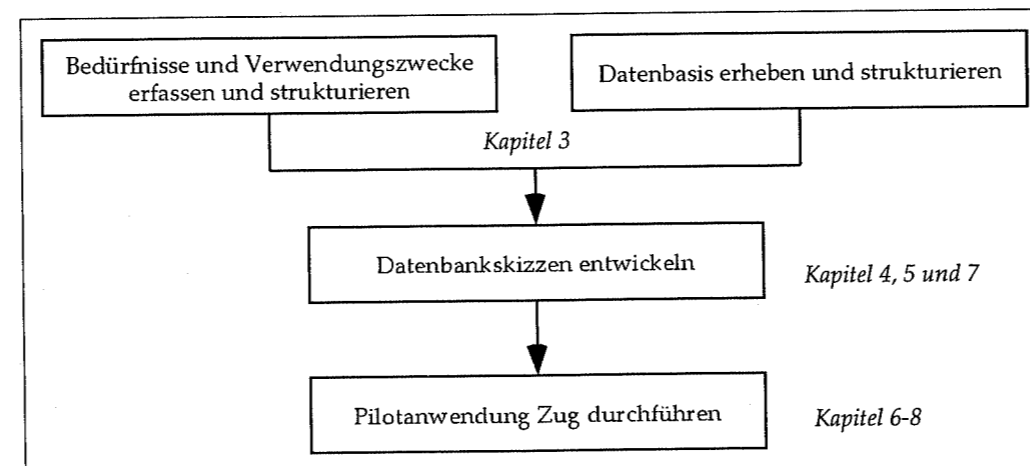 Bedürfnisse und Verwendungszwecke
erfassen und strukturieren
Datenbasis erheben und strukturieren
Kapitel 3
Datenbankskizzen entwickeln
Kapitel 4, 5 und 7
Pilotanwendung Zug durchführen
Kapitel 6-8